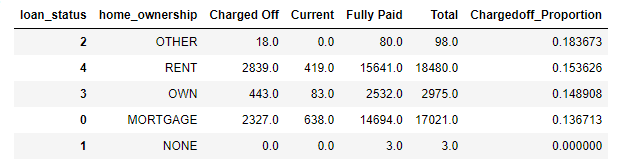 loan_status home_ownership Charged Off Current Fully Paid Total Chargedoff_Proportion
2 OTHER 18.0 0.0 80.0 98.0 0.183673
4 RENT 2839.0 419.0 15641.0 18480.0 0.153626
3 OWN 443.0 83.0 2532.0 2975.0 0.148908
0 MORTGAGE 2327.0 638.0 14694.0 17021.0 0.136713
1 NONE 0.0 0.0 3.0 3.0 0.000000